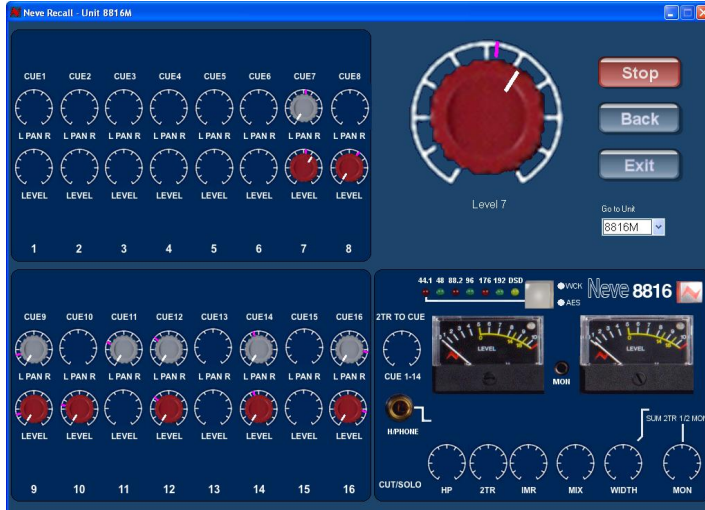 Neve Recall - Unit 8816M
CUE1 CUE2 CUE3 CUE4 CUE5 CUE6 CUE7 CUE8
L PAN R L PAN R L PAN R L PAN R L PAN R L PAN R L PAN R L PAN R
LEVEL LEVEL LEVEL LEVEL LEVEL LEVEL LEVEL LEVEL
1 2 3 4 5 6 7 8
Level 7
Stop
Back
Exit
Go to Unit
8816M
CUE9 CUE10 CUE11 CUE12 CUE13 CUE14 CUE15 CUE16
L PAN R L PAN R L PAN R L PAN R L PAN R L PAN R L PAN R L PAN R
LEVEL LEVEL LEVEL LEVEL LEVEL LEVEL LEVEL LEVEL
9 10 11 12 13 14 15 16
44.1 48 88.2 96 176 192 DSD
WCK
AES
Neve 8816
2TR TO CUE
CUE 1-14
LEVEL
LEVEL
MON
H/PHONE
SUM 2TR 1/2 MON
CUT/SOLO
HP 2TR IMR MIX WIDTH MON